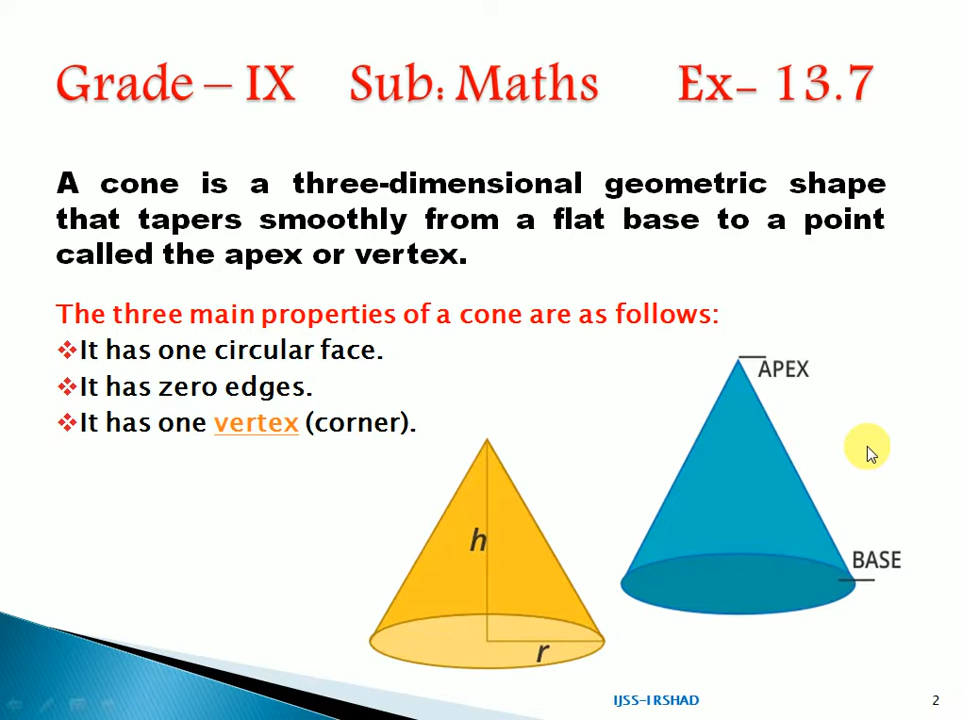 Grade – IX Sub: Maths Ex- 13.7
A cone is a three-dimensional geometric shape
that tapers smoothly from a flat base to a point
called the apex or vertex.
The three main properties of a cone are as follows:
❖It has one circular face.
❖It has zero edges.
❖It has one vertex (corner).
APEX
h
BASE
r
IJSS-IRSHAD 2